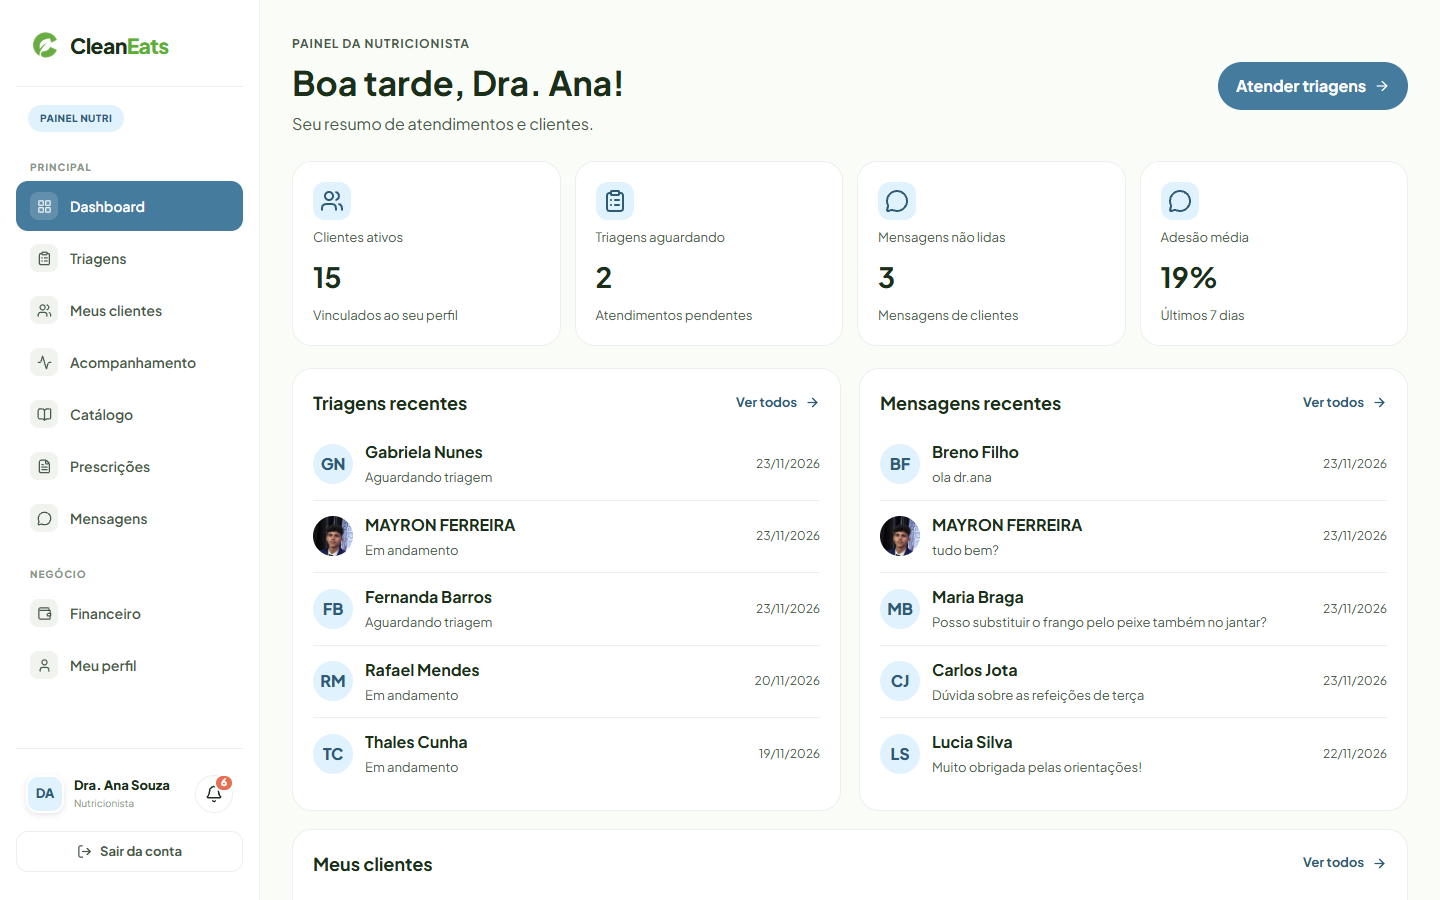 CleanEats
PAINEL NUTRI
PRINCIPAL
Dashboard
Triagens
Meus clientes
Acompanhamento
Catálogo
Prescrições
Mensagens
NEGÓCIO
Financeiro
Meu perfil
DA
Dra. Ana Souza
Nutricionista
6
Sair da conta
PAINEL DA NUTRICIONISTA
Boa tarde, Dra. Ana!
Seu resumo de atendimentos e clientes.
Atender triagens
Clientes ativos
15
Vinculados ao seu perfil
Triagens aguardando
2
Atendimentos pendentes
Mensagens não lidas
3
Mensagens de clientes
Adesão média
19%
Últimos 7 dias
Triagens recentes
Ver todos
GN
Gabriela Nunes
Aguardando triagem
23/11/2026
MAYRON FERREIRA
Em andamento
23/11/2026
FB
Fernanda Barros
Aguardando triagem
23/11/2026
RM
Rafael Mendes
Em andamento
20/11/2026
TC
Thales Cunha
Em andamento
19/11/2026
Mensagens recentes
Ver todos
BF
Breno Filho
ola dr.ana
23/11/2026
MAYRON FERREIRA
tudo bem?
23/11/2026
MB
Maria Braga
Posso substituir o frango pelo peixe também no jantar?
23/11/2026
CJ
Carlos Jota
Dúvida sobre as refeições de terça
23/11/2026
LS
Lucia Silva
Muito obrigada pelas orientações!
22/11/2026
Meus clientes
Ver todos